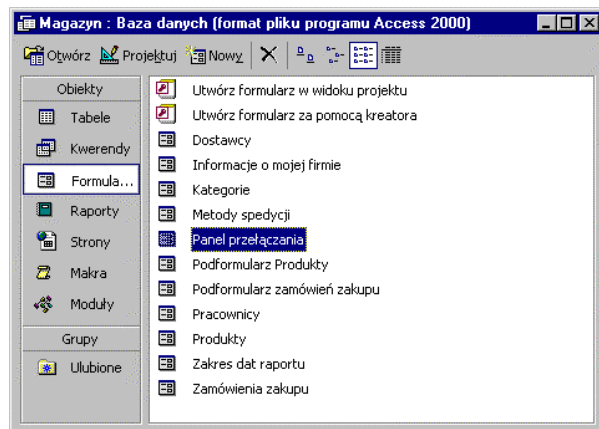 Magazyn : Baza danych (format pliku programu Access 2000)
Otwórz Projektuj Nowy
Obiekty
Tabele
Kwerendy
Formula...
Raporty
Strony
Makra
Moduły
Grupy
Ulubione
Utwórz formularz w widoku projektu
Utwórz formularz za pomocą kreatora
Dostawcy
Informacje o mojej firmie
Kategorie
Metody spedycji
Panel przełączania
Podformularz Produkty
Podformularz zamówień zakupu
Pracownicy
Produkty
Zakres dat raportu
Zamówienia zakupu